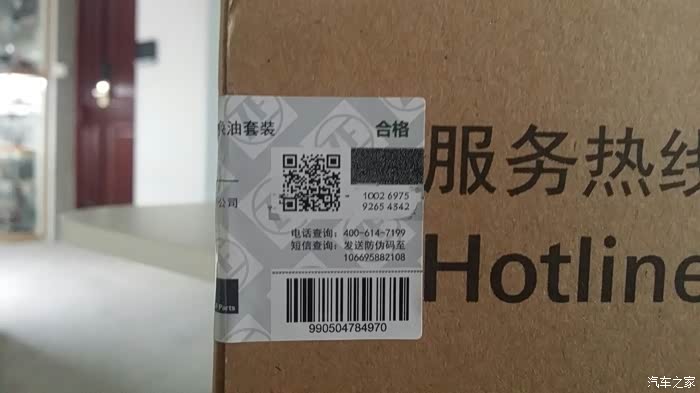 油套装
合格
公司
1002 6975
9265 4342
电话查询：400-614-7199
短信查询：发送防伪码至
106695882108
Parts
990504784970
服务热线
Hotline
汽车之家